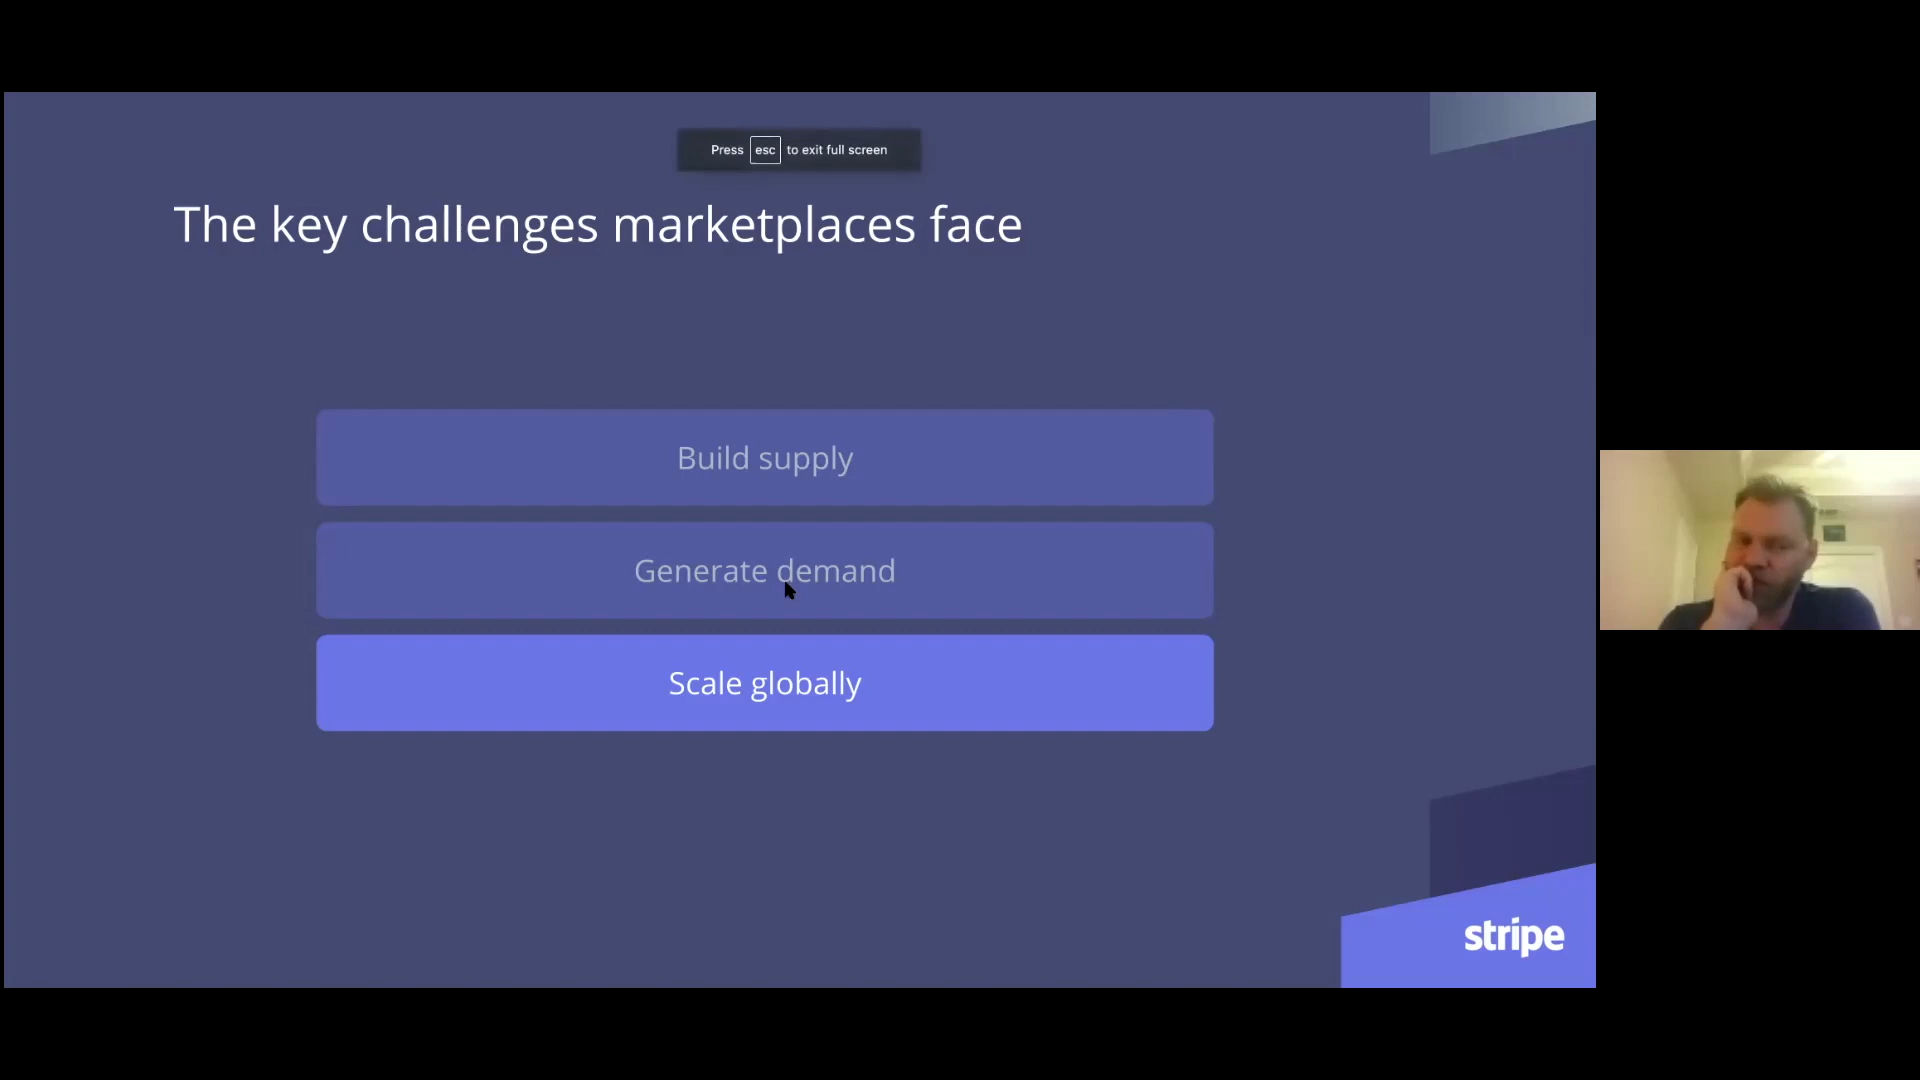 Press esc to exit full screen
The key challenges marketplaces face
Build supply
Generate demand
Scale globally
stripe